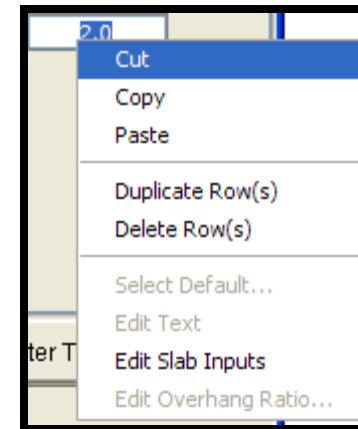 2.0
Cut
Copy
Paste
Duplicate Row(s)
Delete Row(s)
Select Default...
Edit Text
ter T
Edit Slab Inputs
Edit Overhang Ratio...